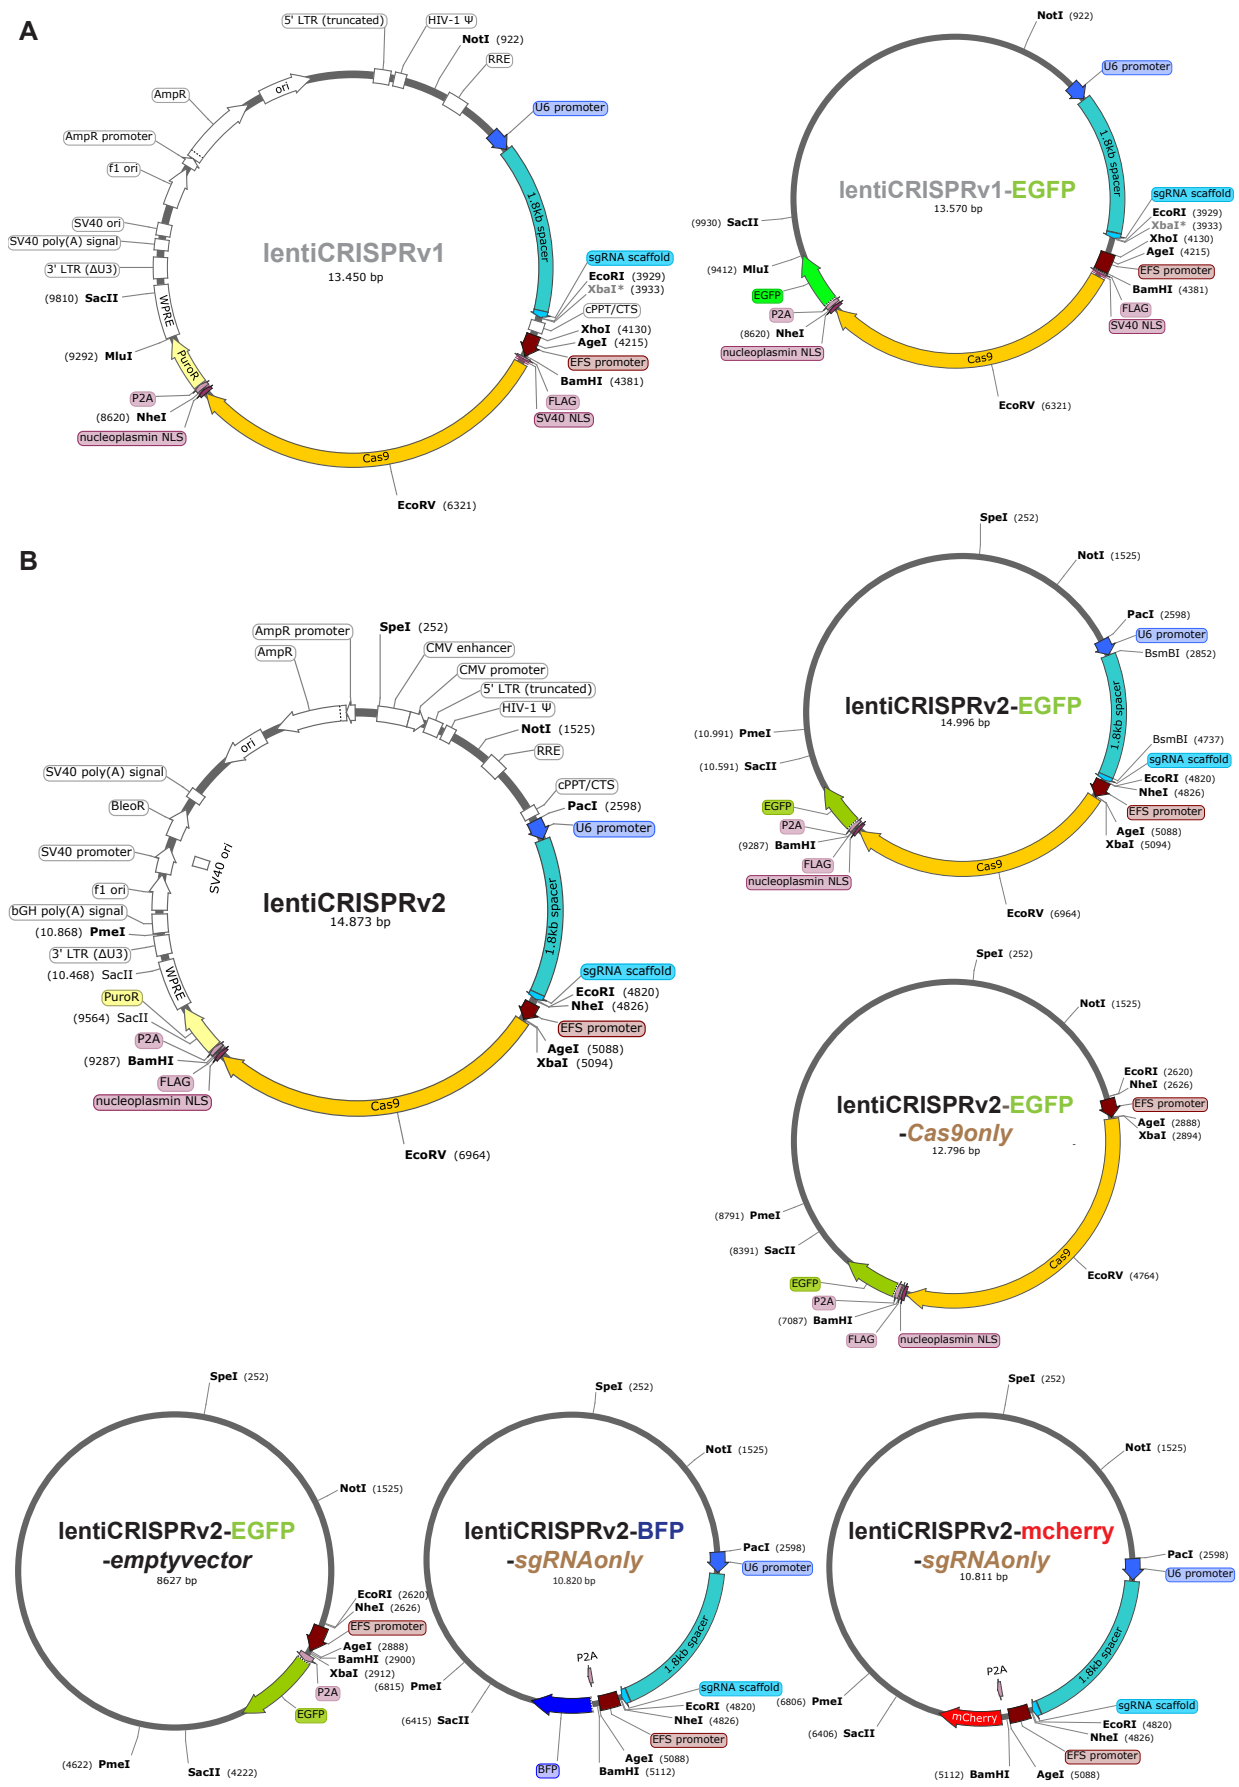 A
5' LTR (truncated)
HIV-1 Ψ
NotI (922)
RRE
ori
AmpR
AmpR promoter
f1 ori
SV40 ori
SV40 poly(A) signal
3' LTR (ΔU3)
(9810) SacII
WPRE
(9292) MluI
PuroR
P2A
(8620) NheI
nucleoplasmin NLS
U6 promoter
1.8kb spacer
lentiCRISPRv1
13.450 bp
sgRNA scaffold
EcoRI (3929)
XbaI* (3933)
cPPT/CTS
XhoI (4130)
AgeI (4215)
EFS promoter
BamHI (4381)
FLAG
SV40 NLS
Cas9
EcoRV (6321)
NotI (922)
U6 promoter
1.8kb spacer
lentiCRISPRv1-EGFP
13.570 bp
sgRNA scaffold
EcoRI (3929)
XbaI* (3933)
XhoI (4130)
AgeI (4215)
EFS promoter
BamHI (4381)
FLAG
SV40 NLS
(9930) SacII
(9412) MluI
EGFP
P2A
(8620) NheI
nucleoplasmin NLS
Cas9
EcoRV (6321)
B
AmpR promoter
AmpR
SpeI (252)
CMV enhancer
CMV promoter
5' LTR (truncated)
HIV-1 Ψ
NotI (1525)
RRE
ori
SV40 poly(A) signal
BleoR
SV40 promoter
SV40 ori
f1 ori
bGH poly(A) signal
(10.868) PmeI
3' LTR (ΔU3)
(10.468) SacII
WPRE
PuroR
(9564) SacII
P2A
(9287) BamHI
FLAG
nucleoplasmin NLS
cPPT/CTS
PacI (2598)
U6 promoter
1.8kb spacer
lentiCRISPRv2
14.873 bp
sgRNA scaffold
EcoRI (4820)
NheI (4826)
EFS promoter
AgeI (5088)
XbaI (5094)
Cas9
EcoRV (6964)
SpeI (252)
NotI (1525)
PacI (2598)
U6 promoter
BsmBI (2852)
1.8kb spacer
lentiCRISPRv2-EGFP
14.996 bp
BsmBI (4737)
sgRNA scaffold
EcoRI (4820)
NheI (4826)
EFS promoter
AgeI (5088)
XbaI (5094)
(10.991) PmeI
(10.591) SacII
EGFP
P2A
(9287) BamHI
FLAG
nucleoplasmin NLS
Cas9
EcoRV (6964)
SpeI (252)
NotI (1525)
EcoRI (2620)
NheI (2626)
EFS promoter
AgeI (2888)
XbaI (2894)
lentiCRISPRv2-EGFP
-Cas9only
12.796 bp
(8791) PmeI
(8391) SacII
EGFP
P2A
(7087) BamHI
FLAG
nucleoplasmin NLS
Cas9
EcoRV (4764)
SpeI (252)
NotI (1525)
lentiCRISPRv2-EGFP
-emptyvector
8627 bp
EcoRI (2620)
NheI (2626)
EFS promoter
AgeI (2888)
BamHI (2900)
XbaI (2912)
P2A
EGFP
(4622) PmeI
SacII (4222)
SpeI (252)
NotI (1525)
lentiCRISPRv2-BFP
-sgRNAonly
10.820 bp
PacI (2598)
U6 promoter
1.8kb spacer
P2A
sgRNA scaffold
EcoRI (4820)
NheI (4826)
EFS promoter
AgeI (5088)
BamHI (5112)
BFP
(6815) PmeI
(6415) SacII
SpeI (252)
NotI (1525)
lentiCRISPRv2-mcherry
-sgRNAonly
10.811 bp
PacI (2598)
U6 promoter
1.8kb spacer
P2A
sgRNA scaffold
EcoRI (4820)
NheI (4826)
EFS promoter
AgeI (5088)
(5112) BamHI
mCherry
(6806) PmeI
(6406) SacII